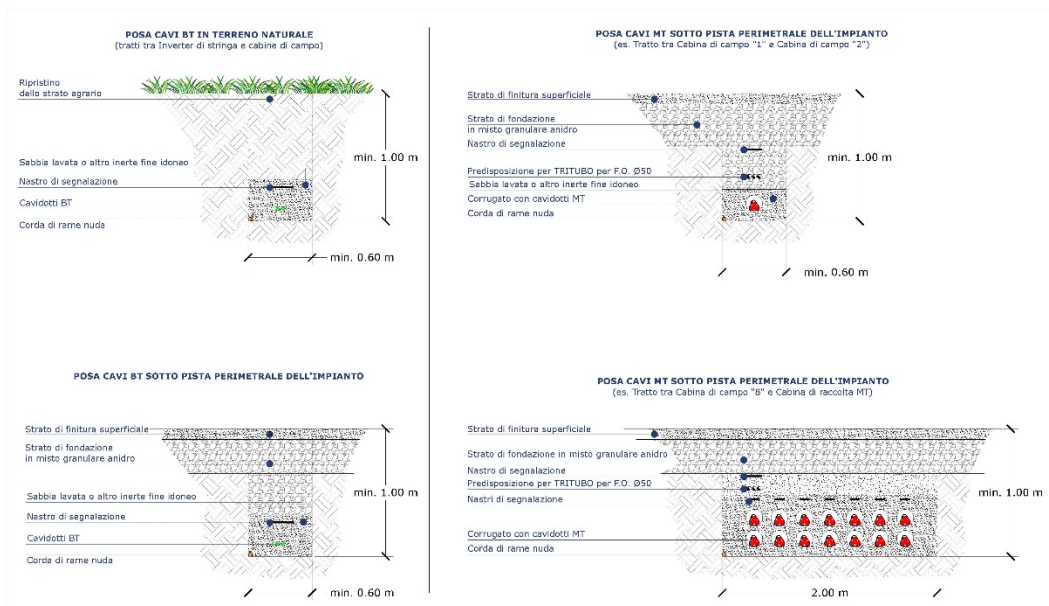 POSA CAVI BT IN TERRENO NATURALE
(tratti tra Inverter di stringa e cabine di campo)
Ripristino
dello strato agrario
min. 1.00 m
Sabbia lavata o altro inerte fine idoneo
Nastro di segnalazione
Cavidotti BT
Corda di rame nuda
min. 0.60 m
POSA CAVI MT SOTTO PISTA PERIMETRALE DELL'IMPIANTO
(es. Tratto tra Cabina di campo "1" e Cabina di campo "2")
Strato di finitura superficiale
Strato di fondazione
in misto granulare anidro
Nastro di segnalazione
min. 1.00 m
Predisposizione per TRITUBO per F.O. Ø50
Sabbia lavata o altro inerte fine idoneo
Corrugato con cavidotti MT
Corda di rame nuda
min. 0.60 m
POSA CAVI BT SOTTO PISTA PERIMETRALE DELL'IMPIANTO
Strato di finitura superficiale
Strato di fondazione
in misto granulare anidro
min. 1.00 m
Sabbia lavata o altro inerte fine idoneo
Nastro di segnalazione
Cavidotti BT
Corda di rame nuda
min. 0.60 m
POSA CAVI MT SOTTO PISTA PERIMETRALE DELL'IMPIANTO
(es. Tratto tra Cabina di campo "8" e Cabina di raccolta MT)
Strato di finitura superficiale
Strato di fondazione in misto granulare anidro
Nastro di segnalazione
Predisposizione per TRITUBO per F.O. Ø50
min. 1.00 m
Nastri di segnalazione
Corrugato con cavidotti MT
Corda di rame nuda
2.00 m